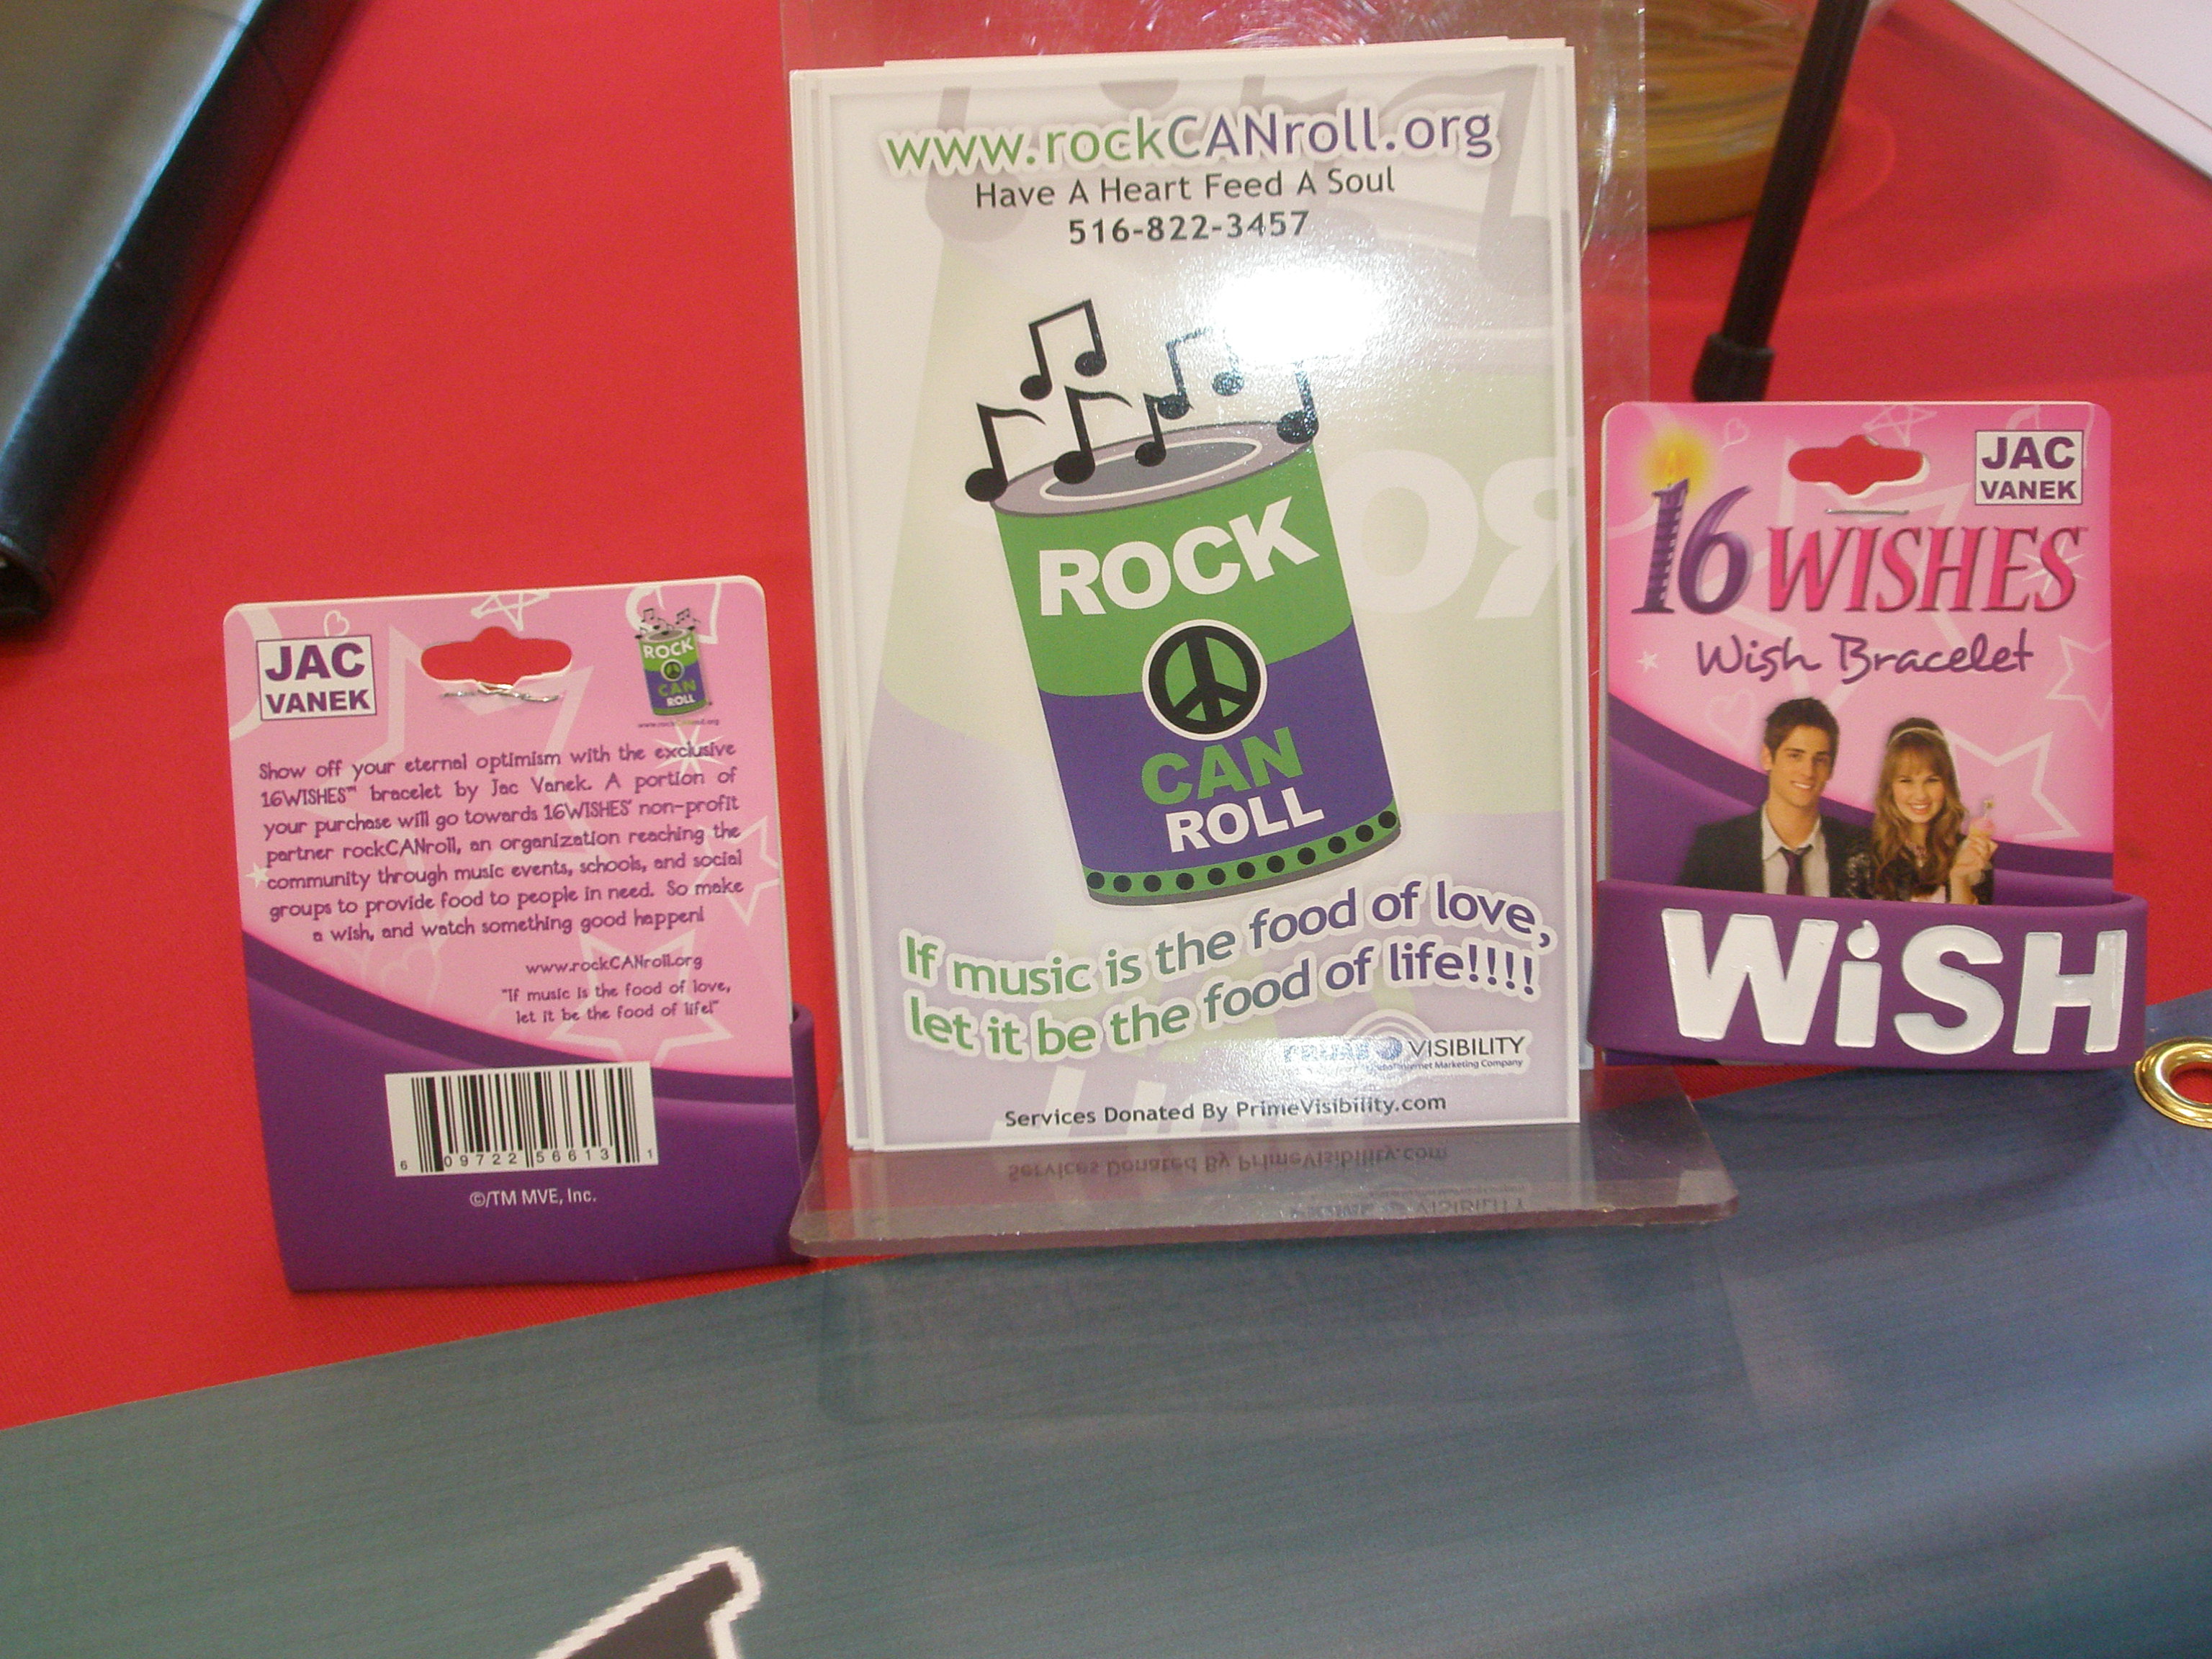 JAC
VANEK
ROCK
CAN
ROLL
Show off your eternal optimism with the exclusive
16WISHES™ bracelet by Jac Vanek. A portion of
your purchase will go towards 16WISHES' non-profit
partner rockCANroll, an organization reaching the
community through music events, schools, and social
groups to provide food to people in need. So make
a wish, and watch something good happen!
www.rockCANroll.org
"If music is the food of love,
let it be the food of life!"
6 09722 56613 1
©/TM MVE, Inc.
www.rockCANroll.org
Have A Heart Feed A Soul
516-822-3457
ROCK
CAN
ROLL
If music is the food of love,
let it be the food of life!!!!
VISIBILITY
Internet Marketing Company
Services Donated By PrimeVisibility.com
JAC
VANEK
16 WISHES
Wish Bracelet
WiSH